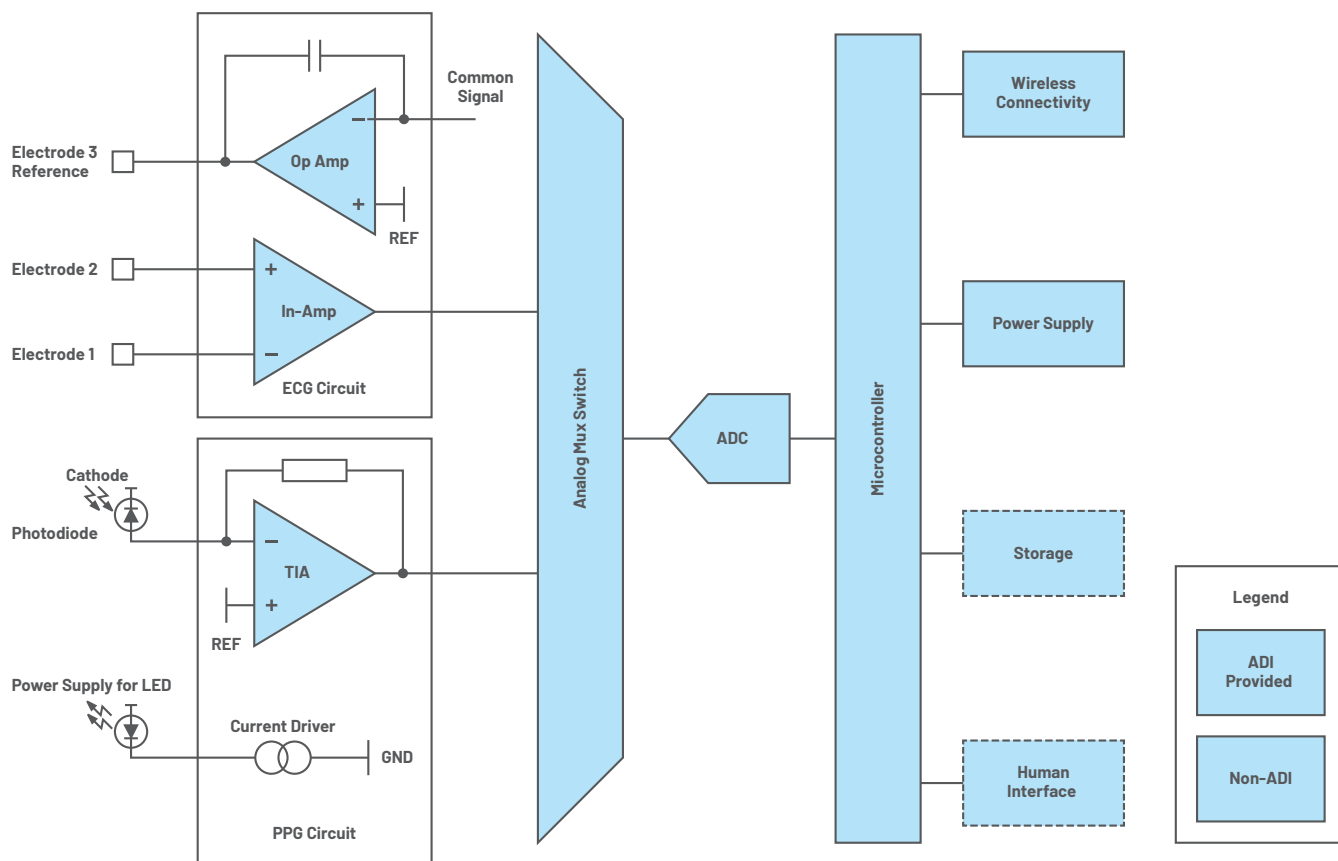 Common
Signal
Electrode 3
Reference
−
Op Amp
+
REF
Electrode 2
+
In-Amp
Electrode 1
−
ECG Circuit
Cathode
Photodiode
−
TIA
+
REF
Power Supply for LED
Current Driver
GND
PPG Circuit
Analog Mux Switch
ADC
Microcontroller
Wireless
Connectivity
Power Supply
Storage
Human
Interface
Legend
ADI
Provided
Non-ADI